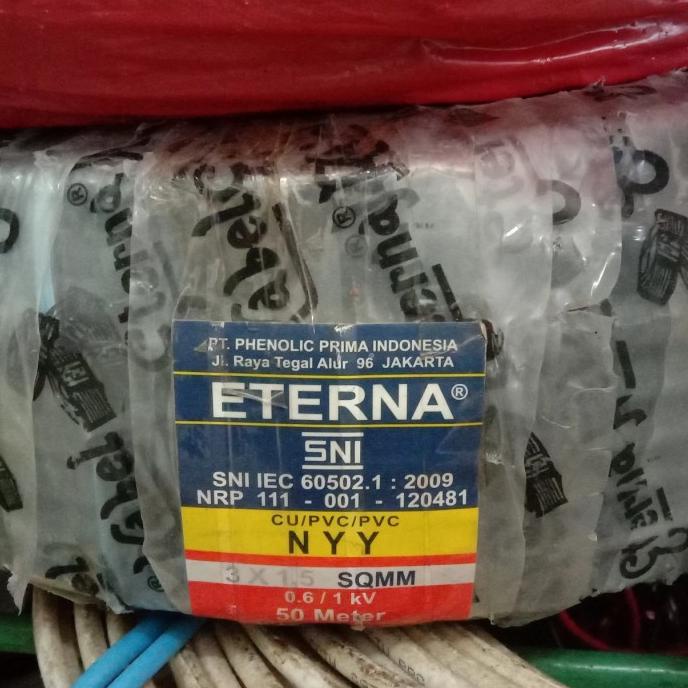 PT. PHENOLIC PRIMA INDONESIA
Jl. Raya Tegal Alur 96 JAKARTA
ETERNA®
SNI
SNI IEC 60502.1 : 2009
NRP 111 - 001 - 120481
CU/PVC/PVC
NYY
3 X 1.5 SQMM
0.6 / 1 kV
50 Meter